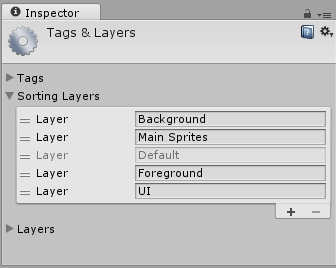 Inspector
Tags & Layers
Tags
Sorting Layers
Layer Background
Layer Main Sprites
Layer Default
Layer Foreground
Layer UI
Layers